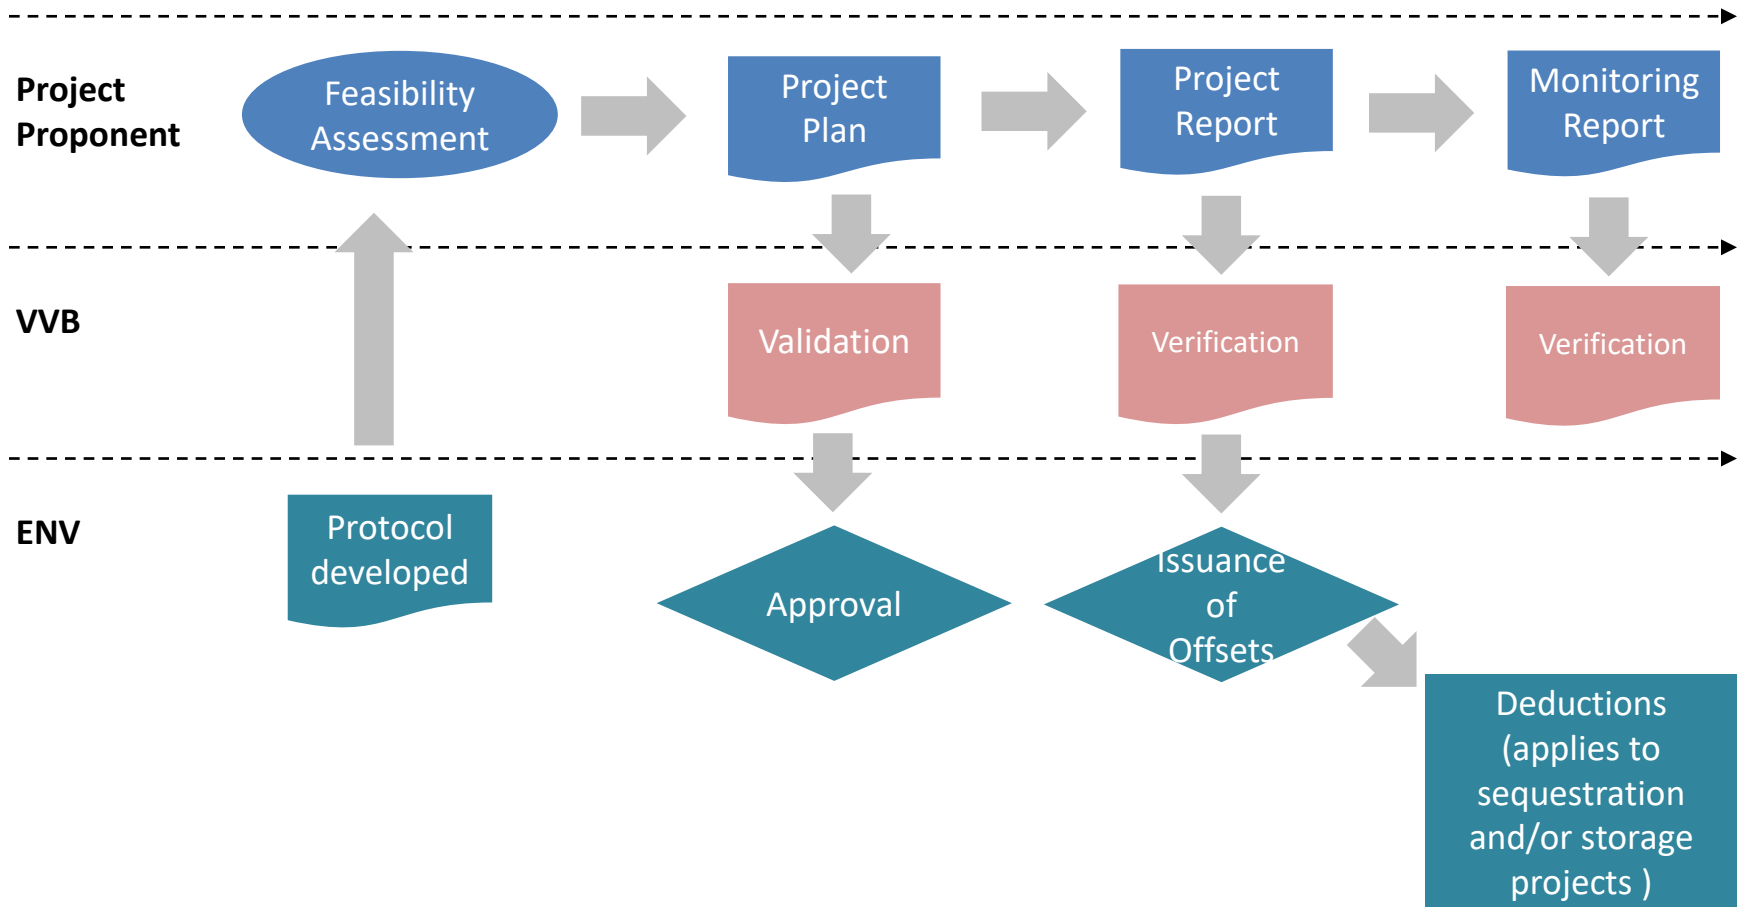 Project
Proponent
Feasibility
Assessment
Project
Plan
Project
Report
Monitoring
Report
VVB
Validation
Verification
Verification
ENV
Protocol
developed
Approval
Issuance
of
Offsets
Deductions
(applies to
sequestration
and/or storage
projects )